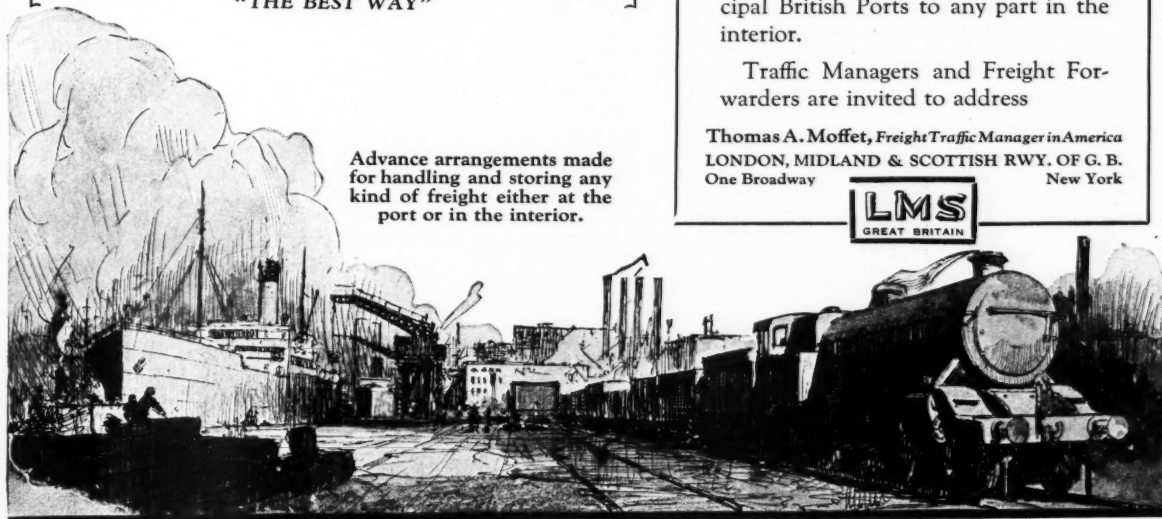 "THE BEST WAY"
Advance arrangements made
for handling and storing any
kind of freight either at the
port or in the interior.
cipal British Ports to any part in the
interior.
Traffic Managers and Freight For-
warders are invited to address
Thomas A. Moffet, Freight Traffic Manager in America
LONDON, MIDLAND & SCOTTISH RWY. OF G. B.
One Broadway New York
LMS
GREAT BRITAIN